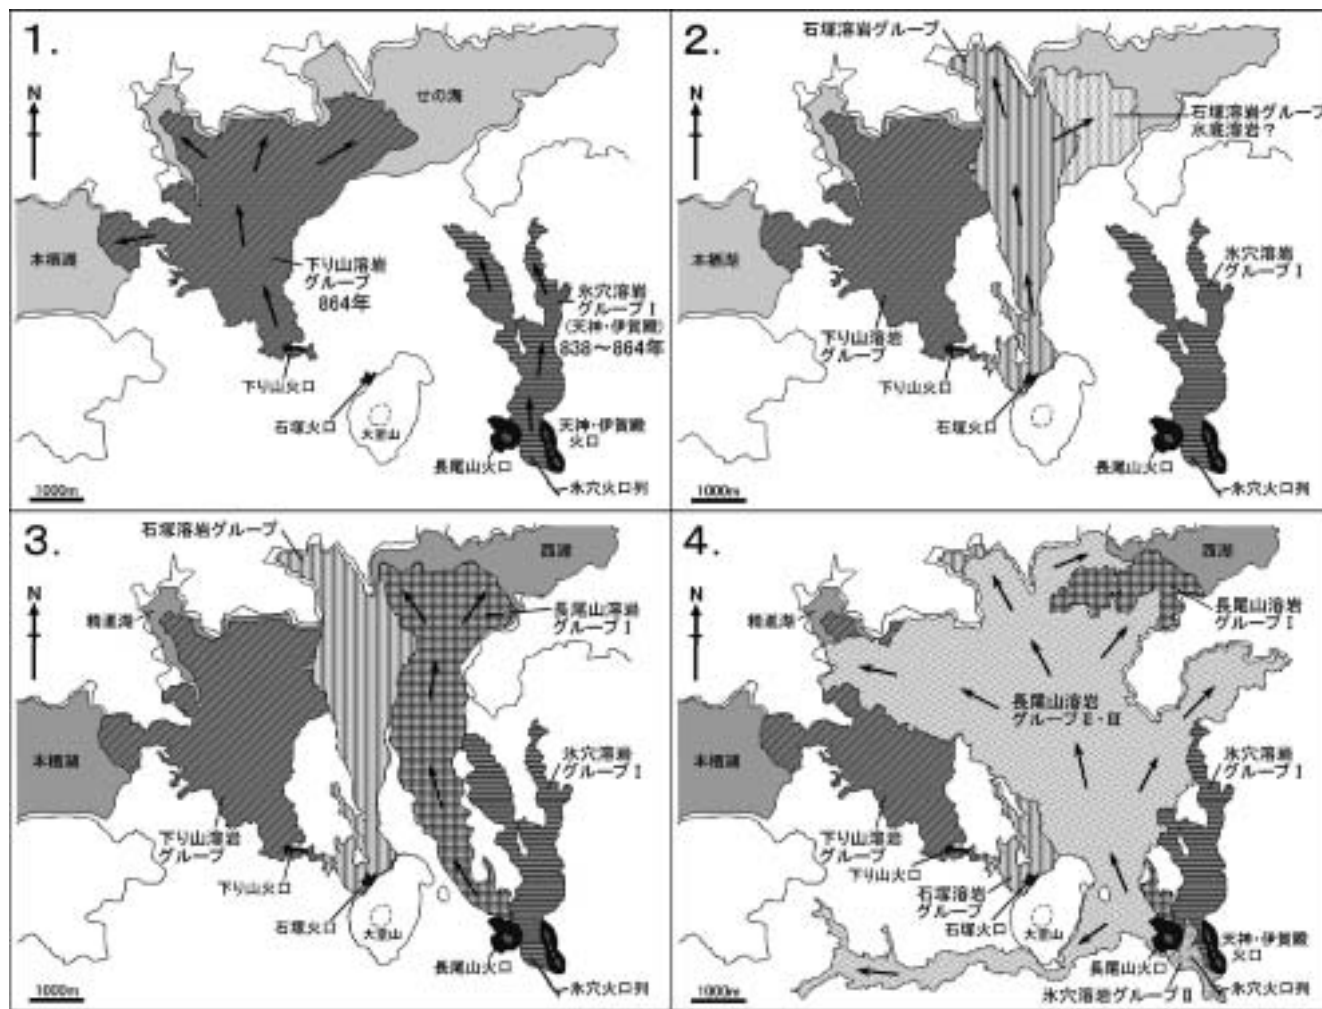 1.
N
せの海
本栖湖
下り山溶岩
グループ
864年
氷穴溶岩
グループⅠ
(天神・伊賀殿)
838～864年
下り山火口
石塚火口
大室山
天神・伊賀殿
火口
長尾山火口
氷穴火口列
1000m
2.
石塚溶岩グループ
N
石塚溶岩グループ
水底溶岩?
本栖湖
氷穴溶岩
グループⅠ
下り山溶岩
グループ
下り山火口
石塚火口
長尾山火口
氷穴火口列
1000m
3.
石塚溶岩グループ
西湖
N
精進湖
長尾山溶岩
グループⅠ
本栖湖
氷穴溶岩
グループⅠ
下り山溶岩
グループ
下り山火口
石塚火口
大室山
長尾山火口
氷穴火口列
1000m
4.
西湖
N
精進湖
長尾山溶岩
グループⅠ
長尾山溶岩
グループⅡ・Ⅲ
本栖湖
氷穴溶岩
グループⅠ
下り山溶岩
グループ
下り山火口
石塚溶岩
グループ
石塚火口
大室山
天神・伊賀殿
火口
長尾山火口
氷穴火口列
氷穴溶岩グループⅡ
1000m